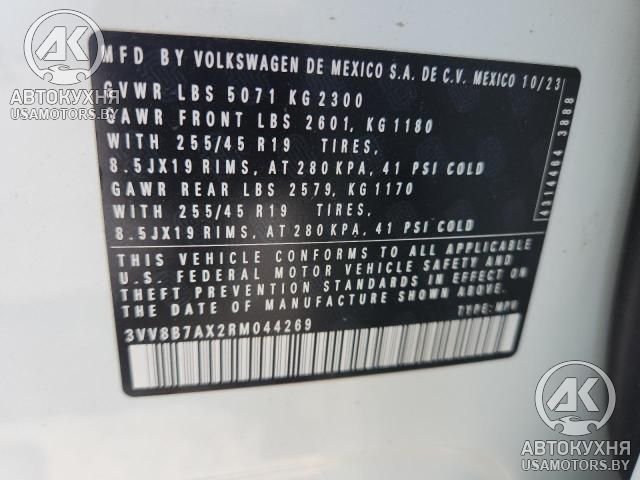 MFD BY VOLKSWAGEN DE MEXICO S.A. DE C.V. MEXICO 10/23
GVWR LBS 5071 KG 2300
GAWR FRONT LBS 2601, KG 1180
WITH 255/45 R19 TIRES,
8.5JX19 RIMS, AT 280 KPA, 41 PSI COLD
GAWR REAR LBS 2579, KG 1170
WITH 255/45 R19 TIRES,
8.5JX19 RIMS, AT 280 KPA, 41 PSI COLD
THIS VEHICLE CONFORMS TO ALL APPLICABLE
U.S. FEDERAL MOTOR VEHICLE SAFETY AND
THEFT PREVENTION STANDARDS IN EFFECT ON
THE DATE OF MANUFACTURE SHOWN ABOVE.
3VV8B7AX2RM044269 TYPE: MPV
4314464 3888
АК
АВТОКУХНЯ
USAMOTORS.BY
АК
АВТОКУХНЯ
USAMOTORS.BY